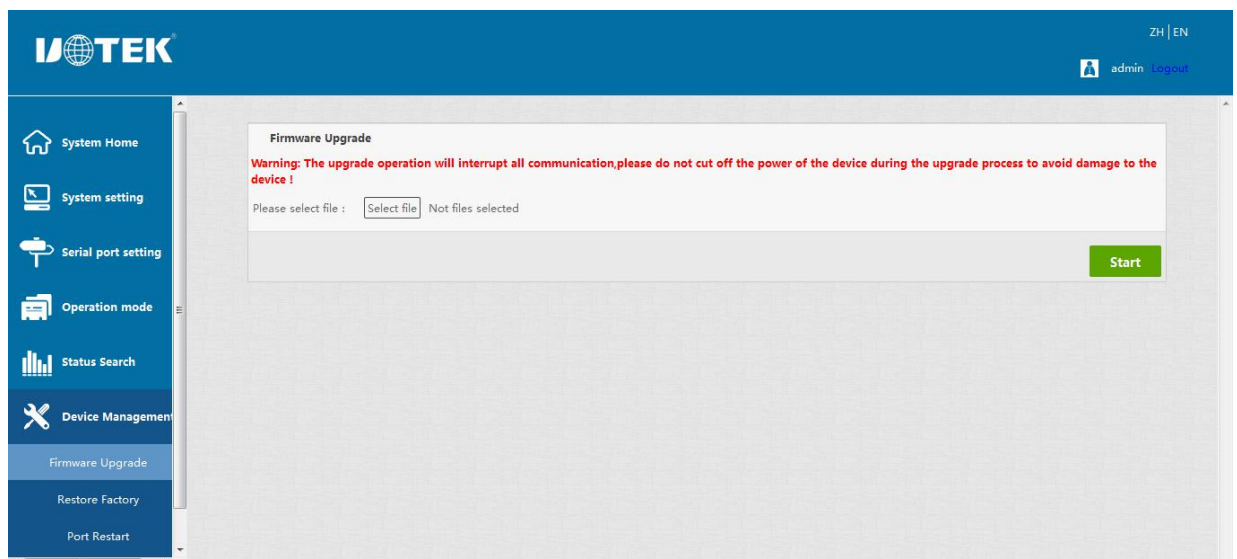 UOTEK®
ZH | EN
admin Logout
System Home
System setting
Serial port setting
Operation mode
Status Search
Device Managemen
Firmware Upgrade
Restore Factory
Port Restart
Firmware Upgrade
Warning: The upgrade operation will interrupt all communication,please do not cut off the power of the device during the upgrade process to avoid damage to the
device !
Please select file : Select file Not files selected
Start